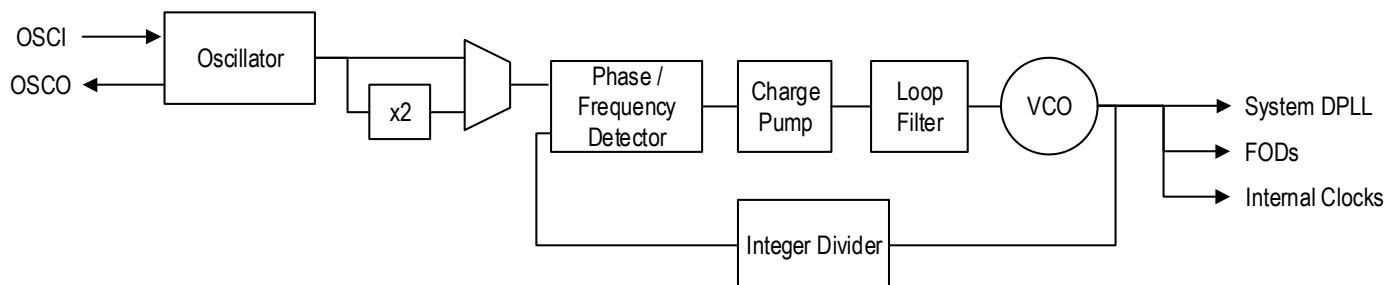 OSCI
OSCO
Oscillator
x2
Phase /
Frequency
Detector
Charge
Pump
Loop
Filter
VCO
System DPLL
FODs
Internal Clocks
Integer Divider